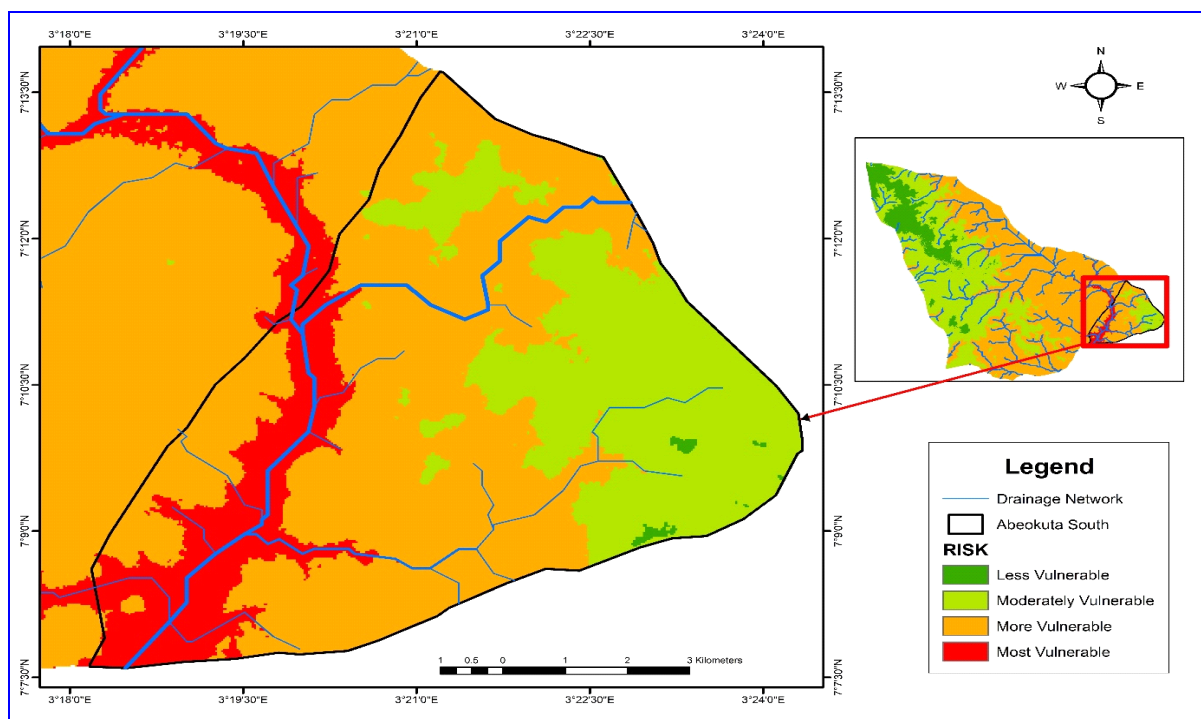 3°18'0"E 3°19'30"E 3°21'0"E 3°22'30"E 3°24'0"E
N
W E
S
7°13'30"N 7°13'30"N
7°12'0"N 7°12'0"N
7°10'30"N 7°10'30"N
7°9'0"N 7°9'0"N
7°7'30"N 7°7'30"N
1 0.5 0 1 2 3 Kilometers
3°18'0"E 3°19'30"E 3°21'0"E 3°22'30"E 3°24'0"E
Legend
Drainage Network
Abeokuta South
RISK
Less Vulnerable
Moderately Vulnerable
More Vulnerable
Most Vulnerable